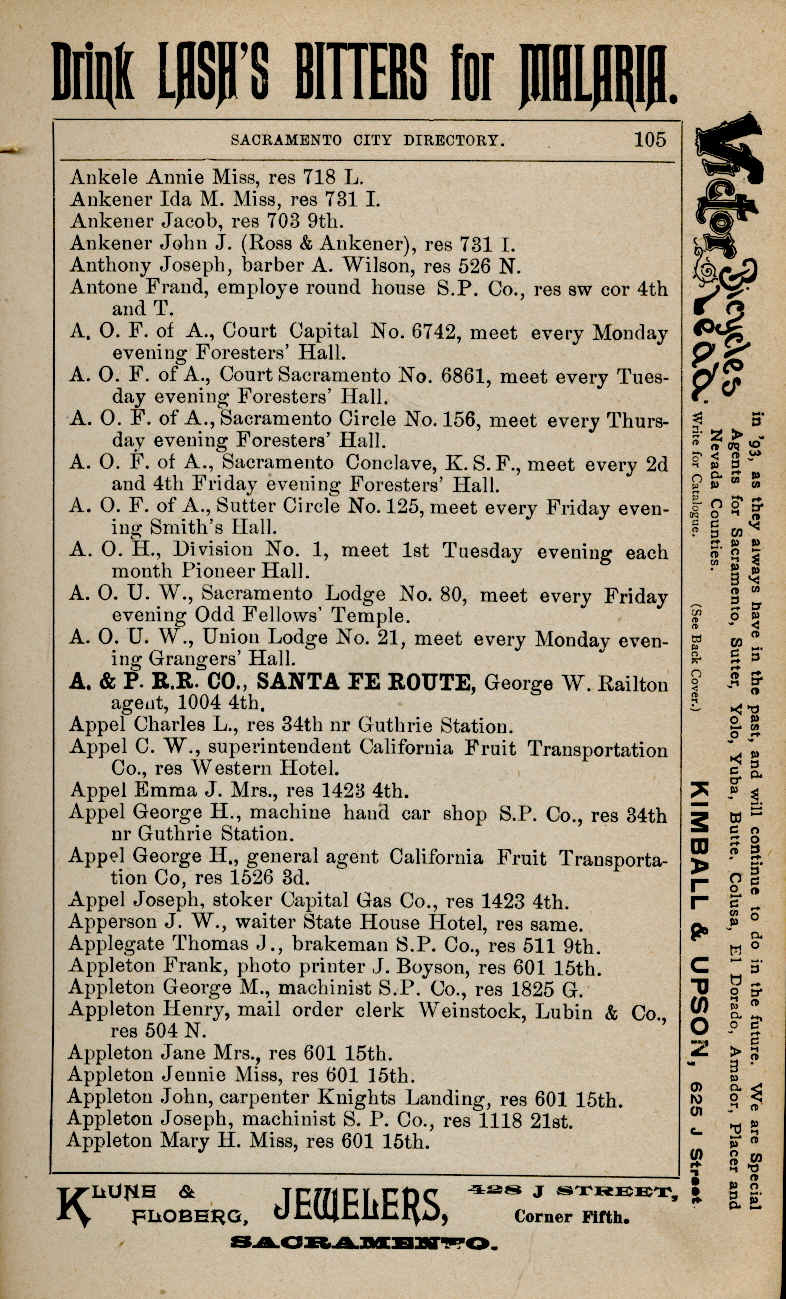 Drink LASH'S BITTERS for MALARIA.
SACRAMENTO CITY DIRECTORY. 105
Ankele Annie Miss, res 718 L.
Ankener Ida M. Miss, res 731 I.
Ankener Jacob, res 703 9th.
Ankener John J. (Ross & Ankener), res 731 I.
Anthony Joseph, barber A. Wilson, res 526 N.
Antone Frand, employe round house S.P. Co., res sw cor 4th
and T.
A. O. F. of A., Court Capital No. 6742, meet every Monday
evening Foresters' Hall.
A. O. F. of A., Court Sacramento No. 6861, meet every Tues-
day evening Foresters' Hall.
A. O. F. of A., Sacramento Circle No. 156, meet every Thurs-
day evening Foresters' Hall.
A. O. F. of A., Sacramento Conclave, K. S. F., meet every 2d
and 4th Friday evening Foresters' Hall.
A. O. F. of A., Sutter Circle No. 125, meet every Friday even-
ing Smith's Hall.
A. O. H., Division No. 1, meet 1st Tuesday evening each
month Pioneer Hall.
A. O. U. W., Sacramento Lodge No. 80, meet every Friday
evening Odd Fellows' Temple.
A. O. U. W., Union Lodge No. 21, meet every Monday even-
ing Grangers' Hall.
A. & P. R.R. CO., SANTA FE ROUTE, George W. Railton
agent, 1004 4th.
Appel Charles L., res 34th nr Guthrie Station.
Appel C. W., superintendent California Fruit Transportation
Co., res Western Hotel.
Appel Emma J. Mrs., res 1423 4th.
Appel George H., machine hand car shop S.P. Co., res 34th
nr Guthrie Station.
Appel George H., general agent California Fruit Transporta-
tion Co, res 1526 3d.
Appel Joseph, stoker Capital Gas Co., res 1423 4th.
Apperson J. W., waiter State House Hotel, res same.
Applegate Thomas J., brakeman S.P. Co., res 511 9th.
Appleton Frank, photo printer J. Boyson, res 601 15th.
Appleton George M., machinist S.P. Co., res 1825 G.
Appleton Henry, mail order clerk Weinstock, Lubin & Co.,
res 504 N.
Appleton Jane Mrs., res 601 15th.
Appleton Jennie Miss, res 601 15th.
Appleton John, carpenter Knights Landing, res 601 15th.
Appleton Joseph, machinist S. P. Co., res 1118 21st.
Appleton Mary H. Miss, res 601 15th.
KLUNE & FLOBERG, JEWELERS, 428 J STREET,
Corner Fifth.
SACRAMENTO.
Victor Bicycles Lead
in '93, as they always have in the past, and will continue to do in the future. We are Special
Agents for Sacramento, Sutter, Yolo, Yuba, Butte, Colusa, El Dorado, Amador, Placer and
Nevada Counties.
Write for Catalogue. (See Back Cover.) KIMBALL & UPSON, 625 J Street.